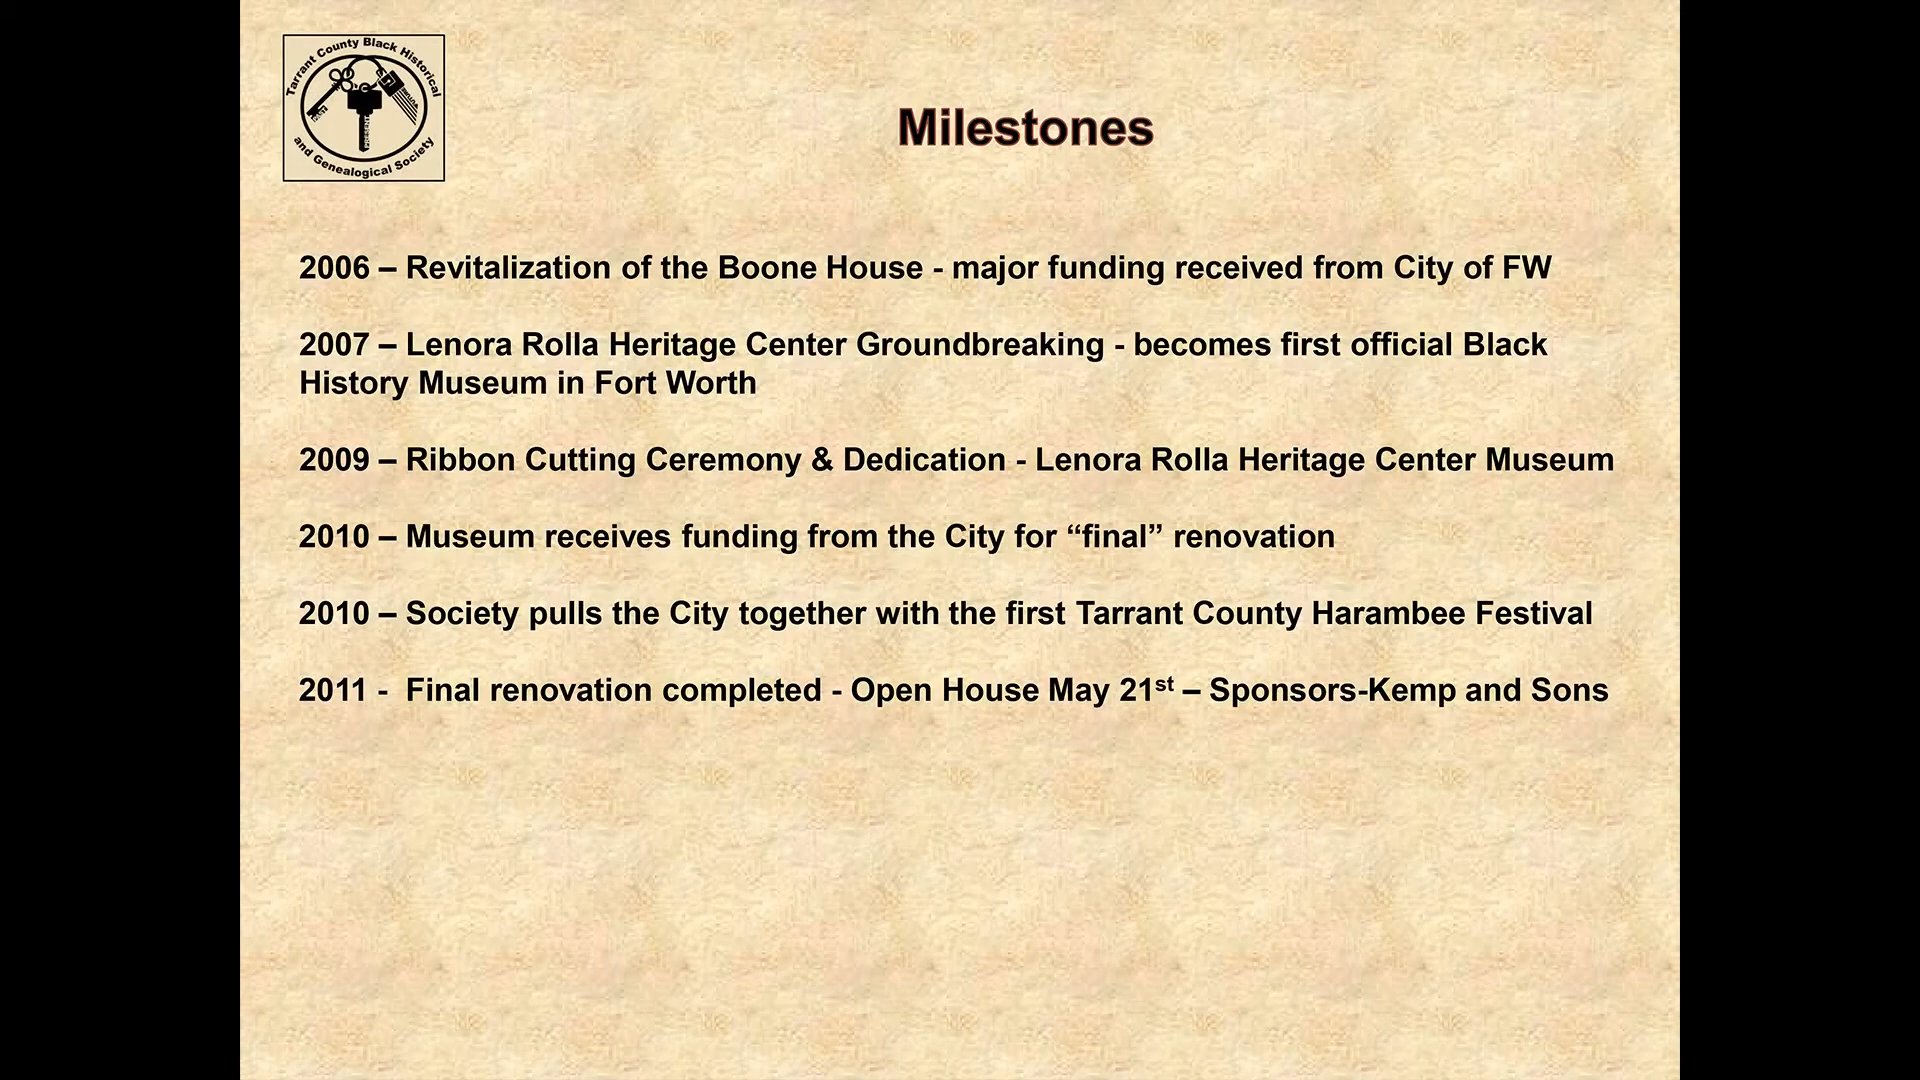 Tarrant County Black Historical
and Genealogical Society
PRESENT
Milestones
2006 – Revitalization of the Boone House - major funding received from City of FW
2007 – Lenora Rolla Heritage Center Groundbreaking - becomes first official Black
History Museum in Fort Worth
2009 – Ribbon Cutting Ceremony & Dedication - Lenora Rolla Heritage Center Museum
2010 – Museum receives funding from the City for “final” renovation
2010 – Society pulls the City together with the first Tarrant County Harambee Festival
2011 -  Final renovation completed - Open House May 21st – Sponsors-Kemp and Sons